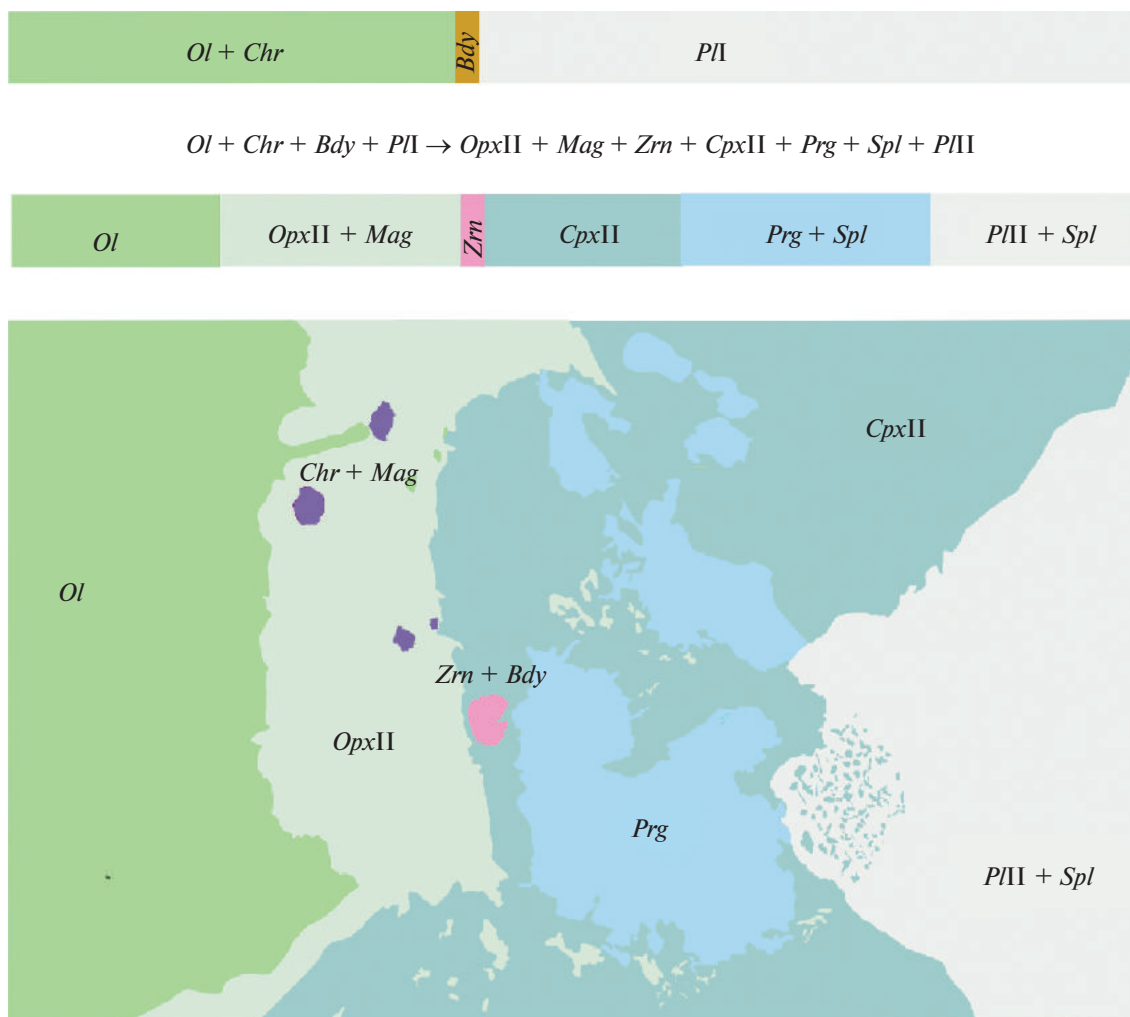 Ol + Chr
Bdy
PlI
Ol + Chr + Bdy + PlI → OpxII + Mag + Zrn + CpxII + Prg + Spl + PlII
Ol
OpxII + Mag
Zrn
CpxII
Prg + Spl
PlII + Spl
CpxII
Chr + Mag
Ol
Zrn + Bdy
OpxII
Prg
PlII + Spl